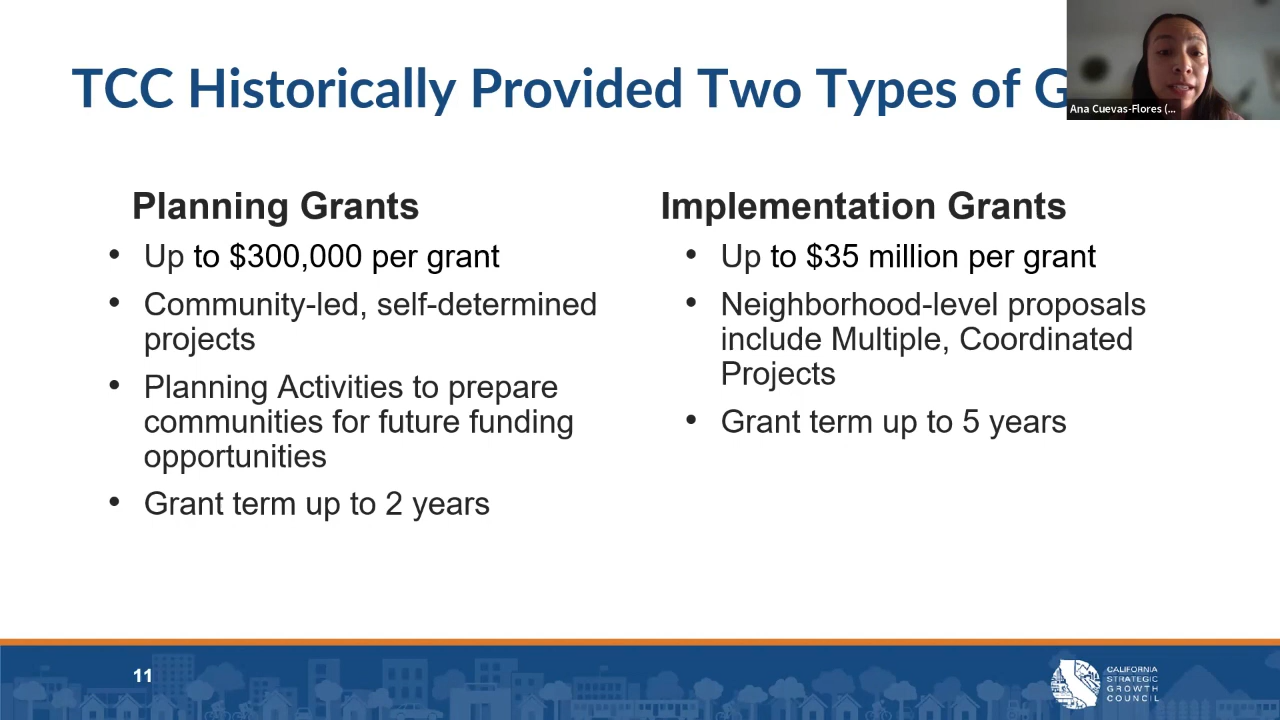 TCC Historically Provided Two Types of G
Ana Cuevas-Flores (...
Planning Grants
• Up to $300,000 per grant
• Community-led, self-determined
projects
• Planning Activities to prepare
communities for future funding
opportunities
• Grant term up to 2 years
Implementation Grants
• Up to $35 million per grant
• Neighborhood-level proposals
include Multiple, Coordinated
Projects
• Grant term up to 5 years
11
CALIFORNIA
STRATEGIC
GROWTH
COUNCIL